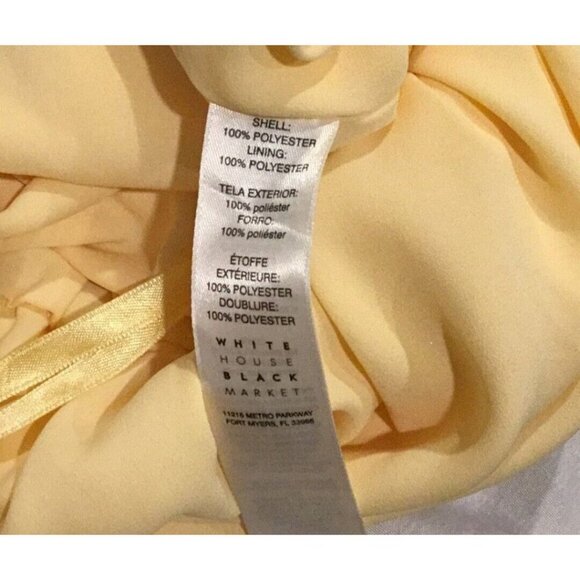 SHELL:
100% POLYESTER
LINING:
100% POLYESTER
TELA EXTERIOR:
100% poliéster
FORRO:
100% poliéster
ÉTOFFE
EXTÉRIEURE:
100% POLYESTER
DOUBLURE:
100% POLYESTER
WHITE
HOUSE
BLACK
MARKET
11215 METRO PARKWAY
FORT MYERS, FL 33966